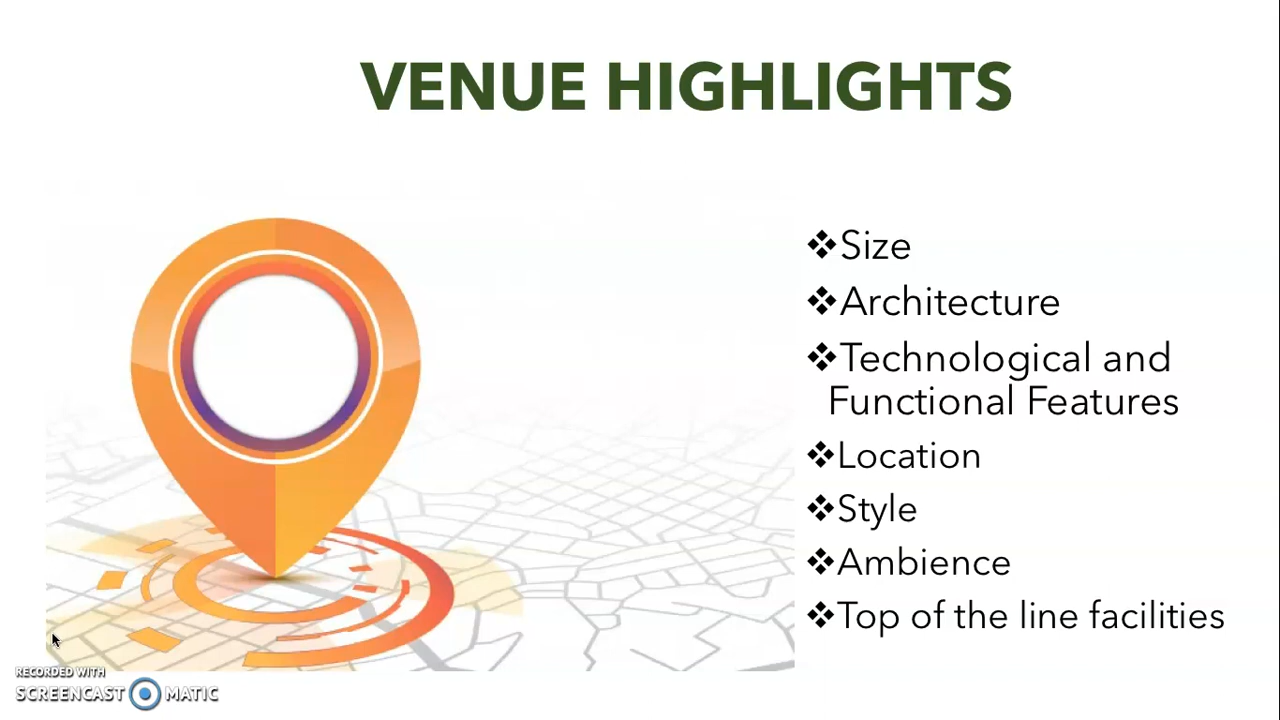 VENUE HIGHLIGHTS
❖Size
❖Architecture
❖Technological and
Functional Features
❖Location
❖Style
❖Ambience
❖Top of the line facilities
RECORDED WITH
SCREENCAST MATIC